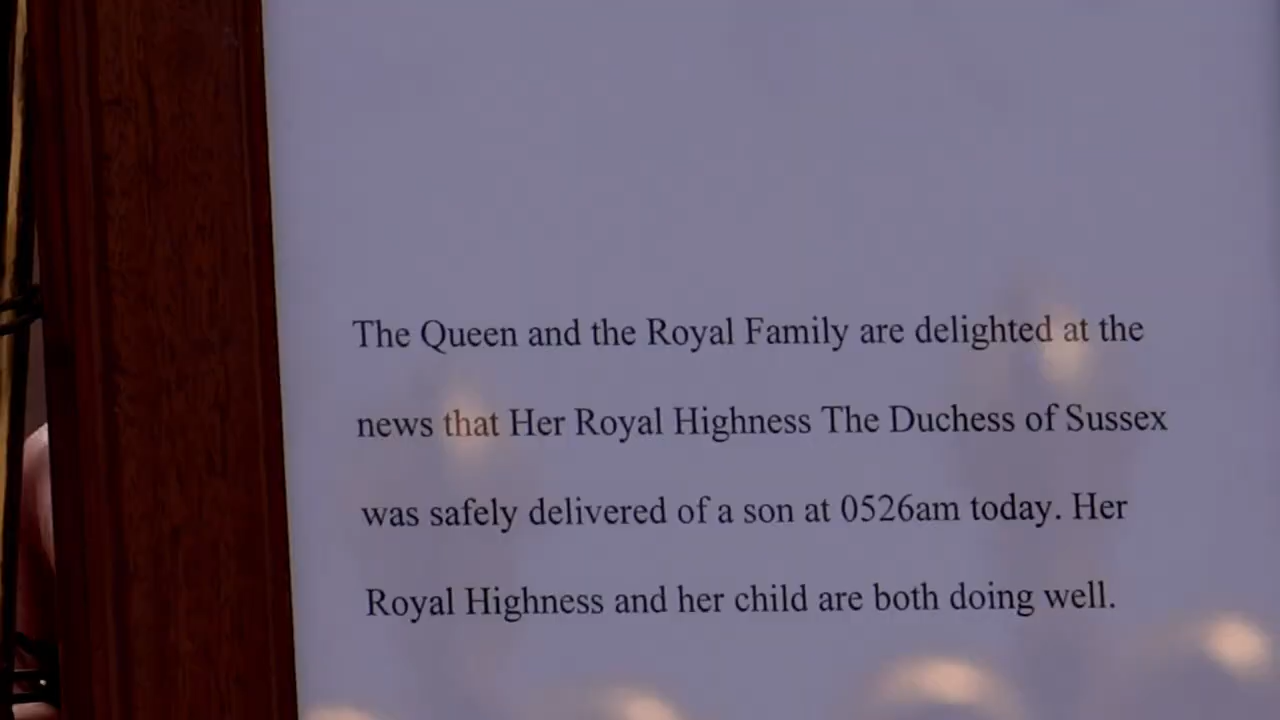 The Queen and the Royal Family are delighted at the
news that Her Royal Highness The Duchess of Sussex
was safely delivered of a son at 0526am today. Her
Royal Highness and her child are both doing well.